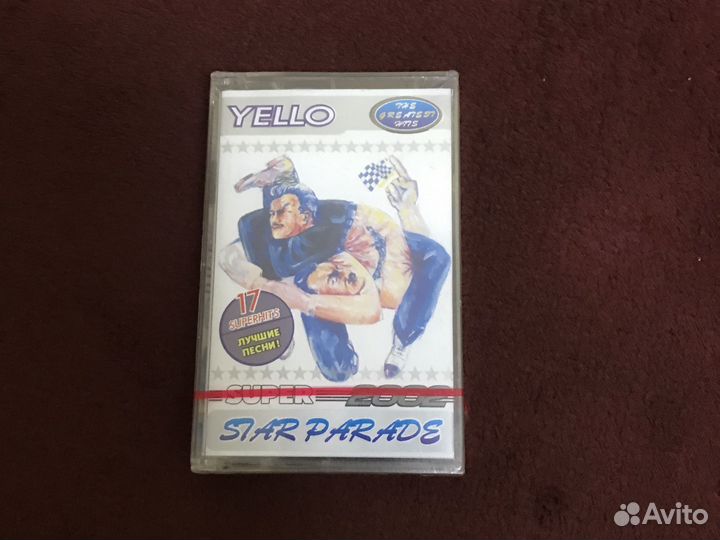 YELLO
THE
GREATEST
HITS
17
SUPERHITS
ЛУЧШИЕ
ПЕСНИ!
SUPER 2002
STAR PARADE
Avito